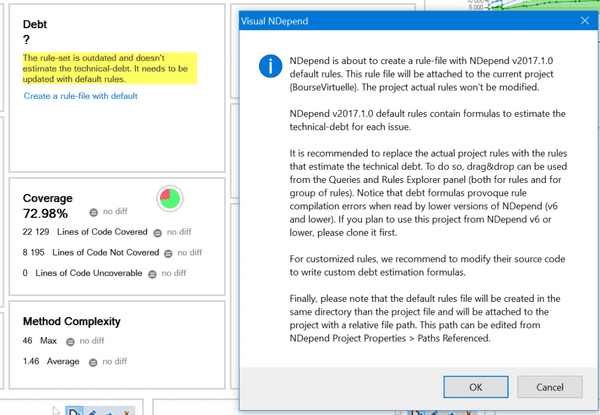 Debt
?
The rule-set is outdated and doesn't
estimate the technical-debt. It needs to be
updated with default rules.
Create a rule-file with default
Coverage
72.98%
no diff
22 129 Lines of Code Covered
no diff
8 195 Lines of Code Not Covered
no diff
0 Lines of Code Uncoverable
no diff
Method Complexity
46 Max
no diff
1.46 Average
no diff
10 000
5 000
Visual NDepend
NDepend is about to create a rule-file with NDepend v2017.1.0
default rules. This rule file will be attached to the current project
(BourseVirtuelle). The project actual rules won't be modified.
NDepend v2017.1.0 default rules contain formulas to estimate the
technical-debt for each issue.
It is recommended to replace the actual project rules with the rules
that estimate the technical debt. To do so, drag&drop can be used
from the Queries and Rules Explorer panel (both for rules and for
group of rules). Notice that debt formulas provoque rule
compilation errors when read by lower versions of NDepend (v6
and lower). If you plan to use this project from NDepend v6 or
lower, please clone it first.
For customized rules, we recommend to modify their source code
to write custom debt estimation formulas.
Finally, please note that the default rules file will be created in the
same directory than the project file and will be attached to the
project with a relative file path. This path can be edited from
NDepend Project Properties > Paths Referenced.
OK
Cancel